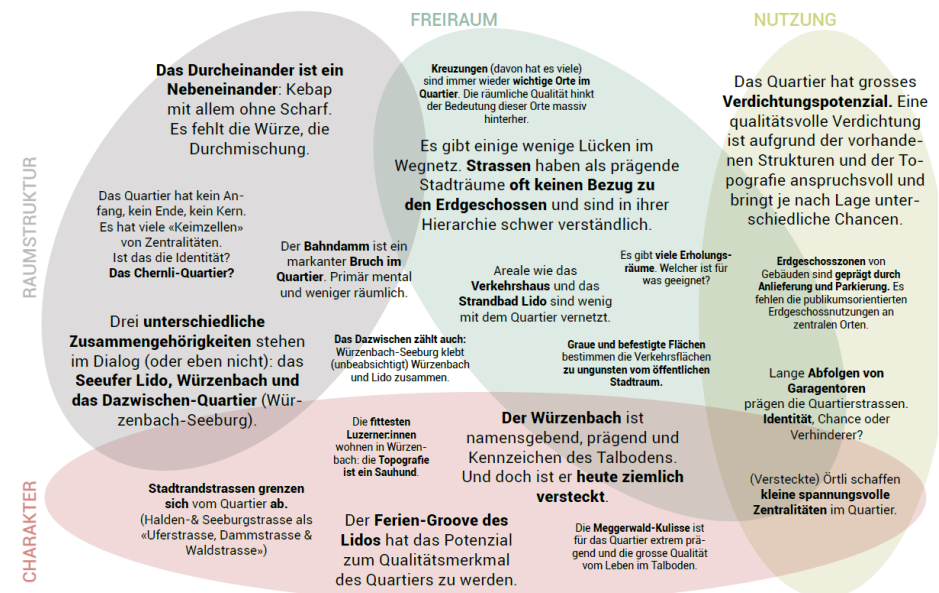 FREIRAUM
NUTZUNG
RAUMSTRUKTUR
CHARAKTER
Das Durcheinander ist ein
Nebeneinander: Kebap
mit allem ohne Scharf.
Es fehlt die Würze, die
Durchmischung.
Kreuzungen (davon hat es viele)
sind immer wieder wichtige Orte im
Quartier. Die räumliche Qualität hinkt
der Bedeutung dieser Orte massiv
hinterher.
Das Quartier hat grosses
Verdichtungspotenzial. Eine
qualitätsvolle Verdichtung
ist aufgrund der vorhande-
nen Strukturen und der To-
pografie anspruchsvoll und
bringt je nach Lage unter-
schiedliche Chancen.
Es gibt einige wenige Lücken im
Wegnetz. Strassen haben als prägende
Stadträume oft keinen Bezug zu
den Erdgeschossen und sind in ihrer
Hierarchie schwer verständlich.
Das Quartier hat kein An-
fang, kein Ende, kein Kern.
Es hat viele «Keimzellen»
von Zentralitäten.
Ist das die Identität?
Das Chernli-Quartier?
Der Bahndamm ist ein
markanter Bruch im
Quartier. Primär mental
und weniger räumlich.
Areale wie das
Verkehrshaus und das
Strandbad Lido sind wenig
mit dem Quartier vernetzt.
Es gibt viele Erholungs-
räume. Welcher ist für
was geeignet?
Erdgeschosszonen von
Gebäuden sind geprägt durch
Anlieferung und Parkierung. Es
fehlen die publikumsorientierten
Erdgeschossnutzungen an
zentralen Orten.
Drei unterschiedliche
Zusammengehörigkeiten stehen
im Dialog (oder eben nicht): das
Seeufer Lido, Würzenbach und
das Dazwischen-Quartier (Wür-
zenbach-Seeburg).
Das Dazwischen zählt auch:
Würzenbach-Seeburg klebt
(unbeabsichtigt) Würzenbach
und Lido zusammen.
Graue und befestigte Flächen
bestimmen die Verkehrsflächen
zu ungunsten vom öffentlichen
Stadtraum.
Lange Abfolgen von
Garagentoren
prägen die Quartierstrassen.
Identität, Chance oder
Verhinderer?
Die fittesten
Luzerner:innen
wohnen in Würzen-
bach: die Topografie
ist ein Sauhund.
Der Würzenbach ist
namensgebend, prägend und
Kennzeichen des Talbodens.
Und doch ist er heute ziemlich
versteckt.
Stadtrandstrassen grenzen
sich vom Quartier ab.
(Halden-& Seeburgstrasse als
«Uferstrasse, Dammstrasse &
Waldstrasse»)
Der Ferien-Groove des
Lidos hat das Potenzial
zum Qualitätsmerkmal
des Quartiers zu werden.
Die Meggerwald-Kulisse ist
für das Quartier extrem prä-
gend und die grosse Qualität
vom Leben im Talboden.
(Versteckte) Örtli schaffen
kleine spannungsvolle
Zentralitäten im Quartier.